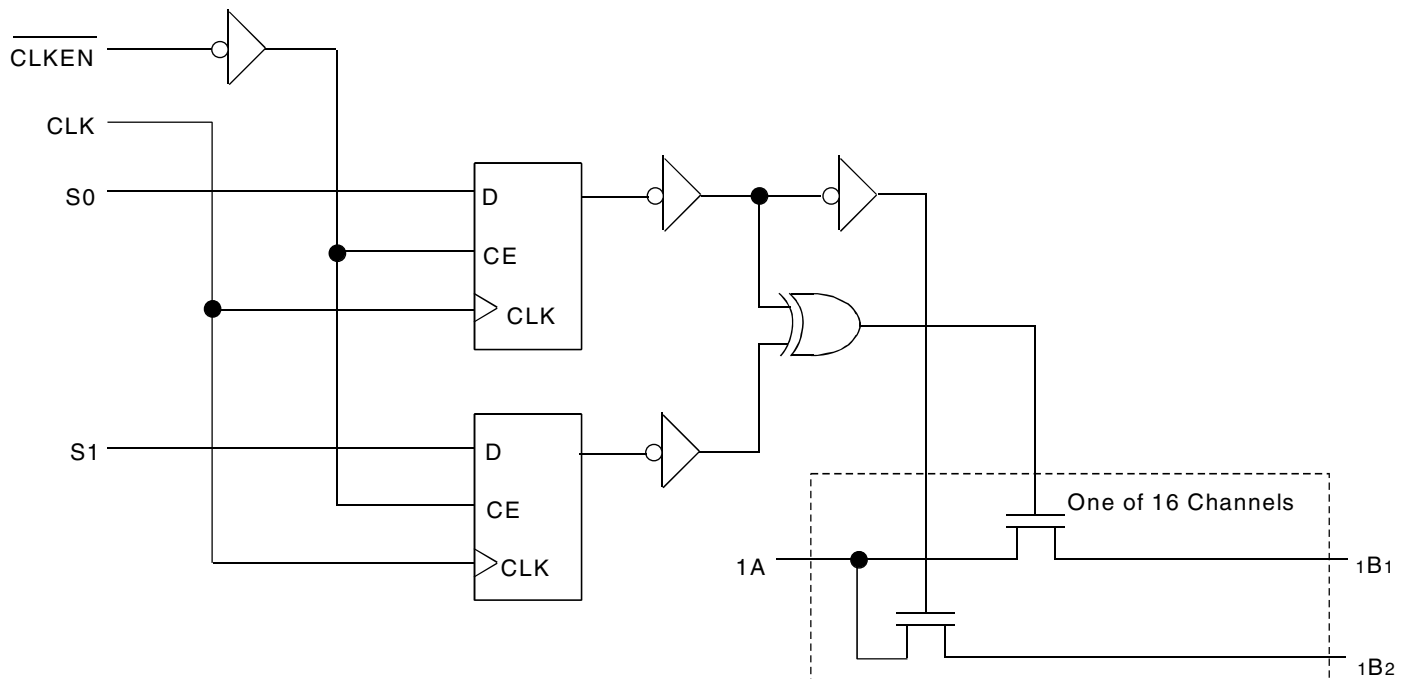 CLKEN
CLK
S0
D
CE
CLK
S1
D
CE
CLK
One of 16 Channels
1A
1B1
1B2